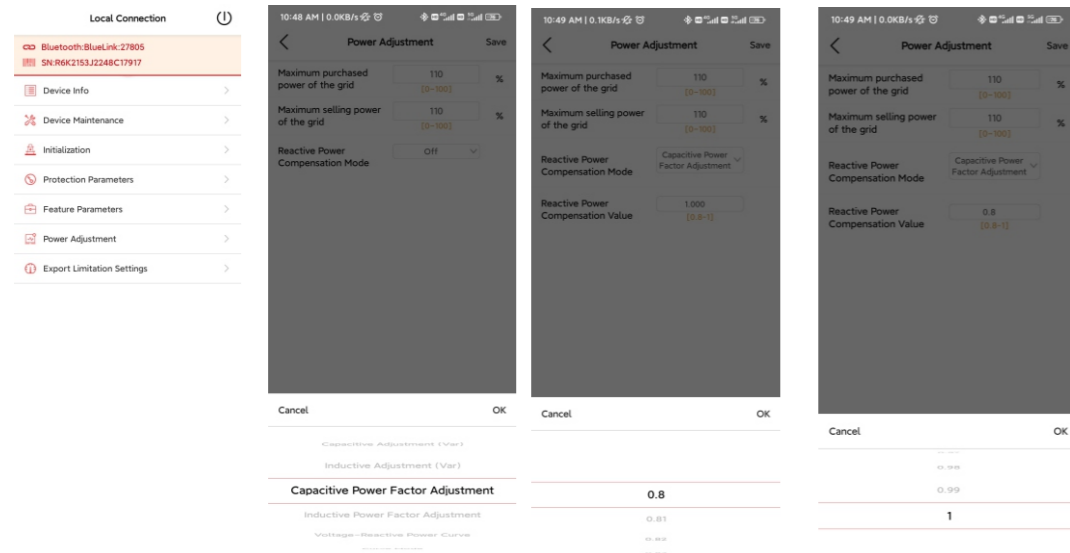 Local Connection
Bluetooth:BlueLink:27805
SN:R6K2153J2248C17917
Device Info
Device Maintenance
Initialization
Protection Parameters
Feature Parameters
Power Adjustment
Export Limitation Settings
10:48 AM | 0.0KB/s
Power Adjustment
Save
Maximum purchased
power of the grid
110
%
[0~100]
Maximum selling power
of the grid
110
%
[0~100]
Reactive Power
Compensation Mode
Off
Cancel
OK
Capacitive Adjustment (Var)
Inductive Adjustment (Var)
Capacitive Power Factor Adjustment
Inductive Power Factor Adjustment
Voltage-Reactive Power Curve
10:49 AM | 0.1KB/s
Power Adjustment
Save
Maximum purchased
power of the grid
110
%
[0~100]
Maximum selling power
of the grid
110
%
[0~100]
Reactive Power
Compensation Mode
Capacitive Power
Factor Adjustment
Reactive Power
Compensation Value
1.000
[0.8-1]
Cancel
OK
0.8
0.81
0.82
10:49 AM | 0.0KB/s
Power Adjustment
Save
Maximum purchased
power of the grid
110
%
[0~100]
Maximum selling power
of the grid
110
%
[0~100]
Reactive Power
Compensation Mode
Capacitive Power
Factor Adjustment
Reactive Power
Compensation Value
0.8
[0.8-1]
Cancel
OK
0.98
0.99
1